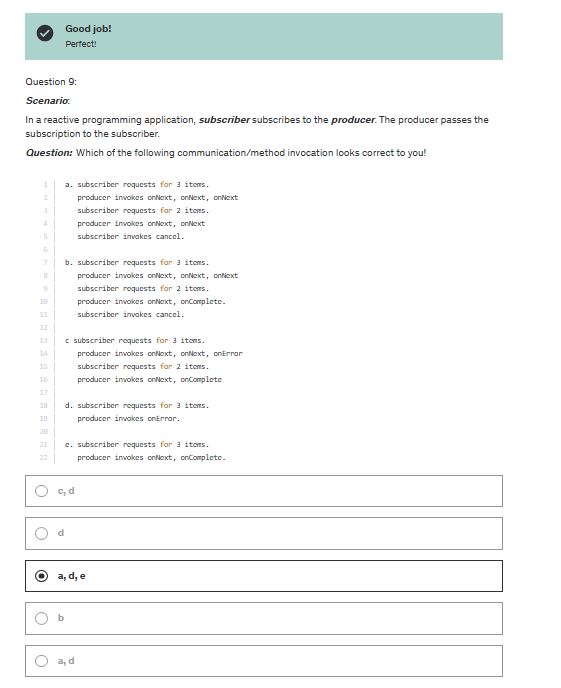 Good job!
Perfect!
Question 9:
Scenario:
In a reactive programming application, subscriber subscribes to the producer. The producer passes the
subscription to the subscriber.
Question: Which of the following communication/method invocation looks correct to you!
1 a. subscriber requests for 3 items.
2 producer invokes onNext, onNext, onNext
3 subscriber requests for 2 items.
4 producer invokes onNext, onNext
5 subscriber invokes cancel.
6
7 b. subscriber requests for 3 items.
8 producer invokes onNext, onNext, onNext
9 subscriber requests for 2 items.
10 producer invokes onNext, onComplete.
11 subscriber invokes cancel.
12
13 c subscriber requests for 3 items.
14 producer invokes onNext, onNext, onError
15 subscriber requests for 2 items.
16 producer invokes onNext, onComplete
17
18 d. subscriber requests for 3 items.
19 producer invokes onError.
20
21 e. subscriber requests for 3 items.
22 producer invokes onNext, onComplete.
c, d
d
a, d, e
b
a, d